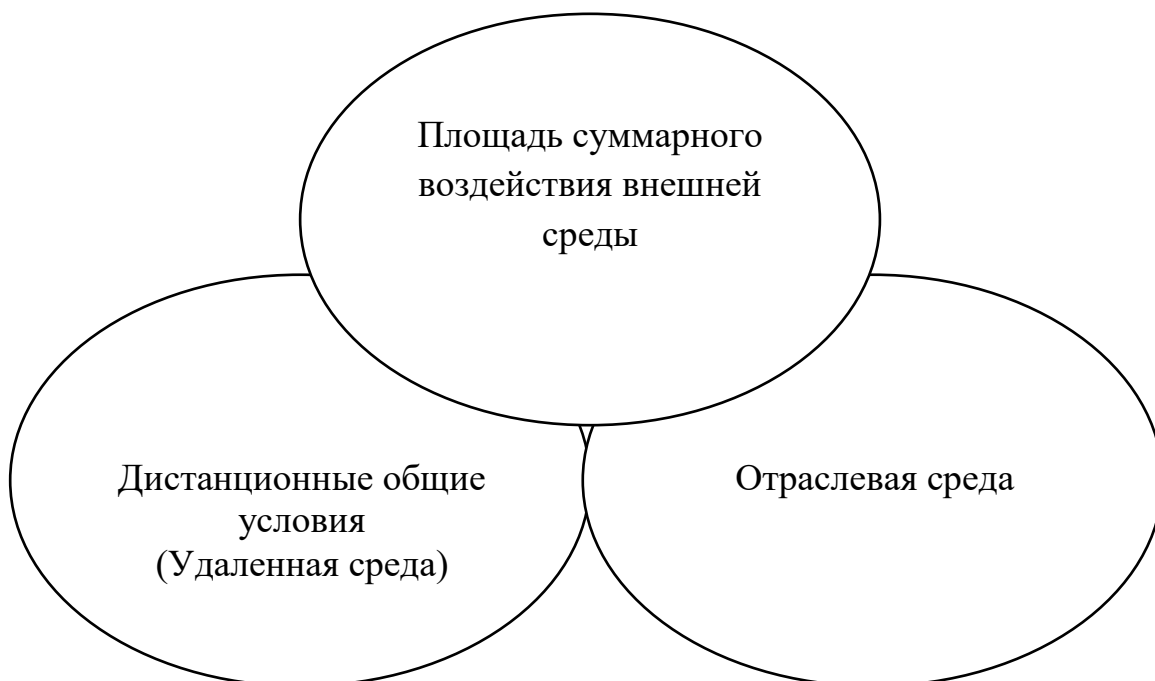 Площадь суммарного
воздействия внешней
среды
Дистанционные общие
условия
(Удаленная среда)
Отраслевая среда